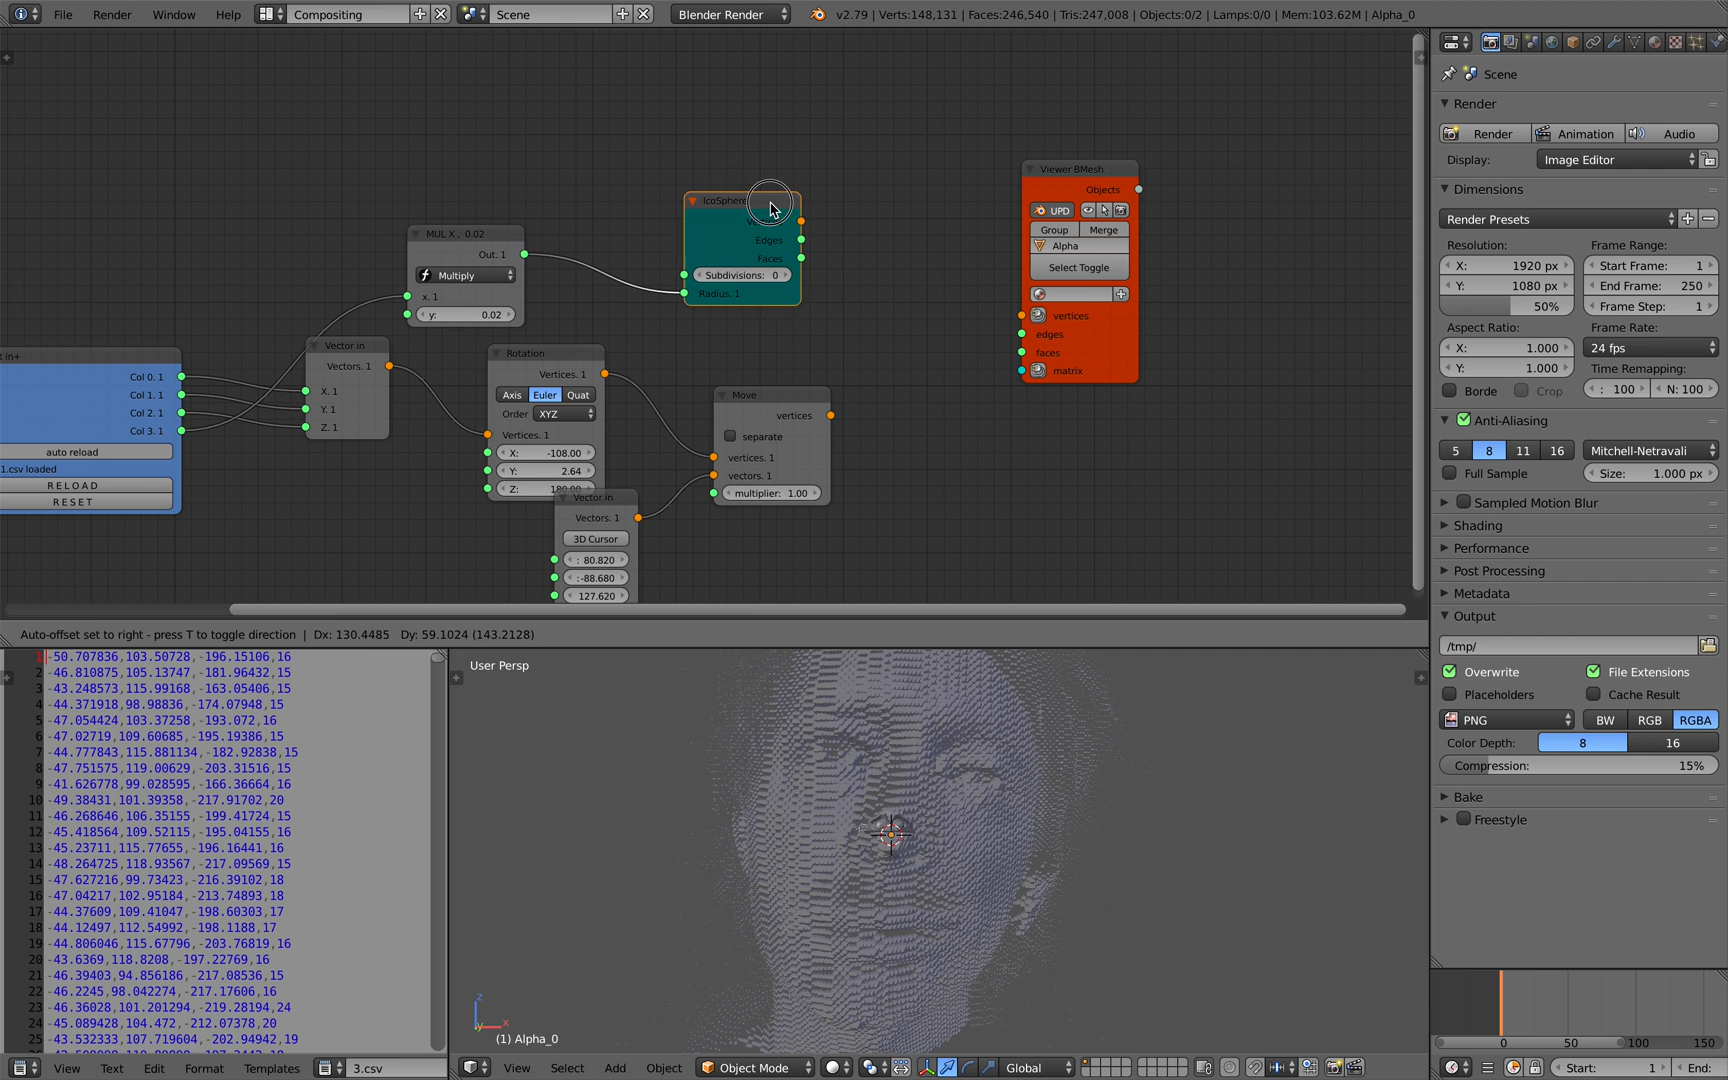 File Render Window Help Compositing Scene Blender Render v2.79 | Verts:148,131 | Faces:246,540 | Tris:247,008 | Objects:0/2 | Lamps:0/0 | Mem:103.62M | Alpha_0
IcoSphere
Edges
Faces
Subdivisions: 0
Radius. 1
MUL X , 0.02
Out. 1
Multiply
x. 1
y: 0.02
Viewer BMesh
Objects
UPD
Group Merge
Alpha
Select Toggle
vertices
edges
faces
matrix
t in+
Col 0. 1
Col 1. 1
Col 2. 1
Col 3. 1
auto reload
1.csv loaded
R E L O A D
R E S E T
Vector in
Vectors. 1
X. 1
Y. 1
Z. 1
Rotation
Vertices. 1
Axis Euler Quat
Order XYZ
Vertices. 1
X: -108.00
Y: 2.64
Z: 180.00
Vector in
Vectors. 1
3D Cursor
: 80.820
:-88.680
127.620
Move
vertices
separate
vertices. 1
vectors. 1
multiplier: 1.00
Auto-offset set to right - press T to toggle direction | Dx: 130.4485 Dy: 59.1024 (143.2128)
1 -50.707836,103.50728,-196.15106,16
2 -46.810875,105.13747,-181.96432,15
3 -43.248573,115.99168,-163.05406,15
4 -44.371918,98.98836,-174.07948,15
5 -47.054424,103.37258,-193.072,16
6 -47.02719,109.60685,-195.19386,15
7 -44.777843,115.881134,-182.92838,15
8 -47.751575,119.00629,-203.31516,15
9 -41.626778,99.028595,-166.36664,16
10 -49.38431,101.39358,-217.91702,20
11 -46.268646,106.35155,-199.41724,15
12 -45.418564,109.52115,-195.04155,16
13 -45.23711,115.77655,-196.16441,16
14 -48.264725,118.93567,-217.09569,15
15 -47.627216,99.73423,-216.39102,18
16 -47.04217,102.95184,-213.74893,18
17 -44.37609,109.41047,-198.60303,17
18 -44.12497,112.54992,-198.1188,17
19 -44.806046,115.67796,-203.76819,16
20 -43.6369,118.8208,-197.22769,16
21 -46.39403,94.856186,-217.08536,15
22 -46.2245,98.042274,-217.17606,16
23 -46.36028,101.201294,-219.28194,24
24 -45.089428,104.472,-212.07378,20
25 -43.532333,107.719604,-202.94942,19
View Text Edit Format Templates 3.csv
User Persp
z
y x
(1) Alpha_0
View Select Add Object Object Mode Global
Scene
Render
Render Animation Audio
Display: Image Editor
Dimensions
Render Presets
Resolution: Frame Range:
X: 1920 px Start Frame: 1
Y: 1080 px End Frame: 250
50% Frame Step: 1
Aspect Ratio: Frame Rate:
X: 1.000 24 fps
Y: 1.000 Time Remapping:
Borde Crop : 100 N: 100
Anti-Aliasing
5 8 11 16 Mitchell-Netravali
Full Sample Size: 1.000 px
Sampled Motion Blur
Shading
Performance
Post Processing
Metadata
Output
/tmp/
Overwrite File Extensions
Placeholders Cache Result
PNG BW RGB RGBA
Color Depth: 8 16
Compression: 15%
Bake
Freestyle
0 50 100 150
Start: 1 End: